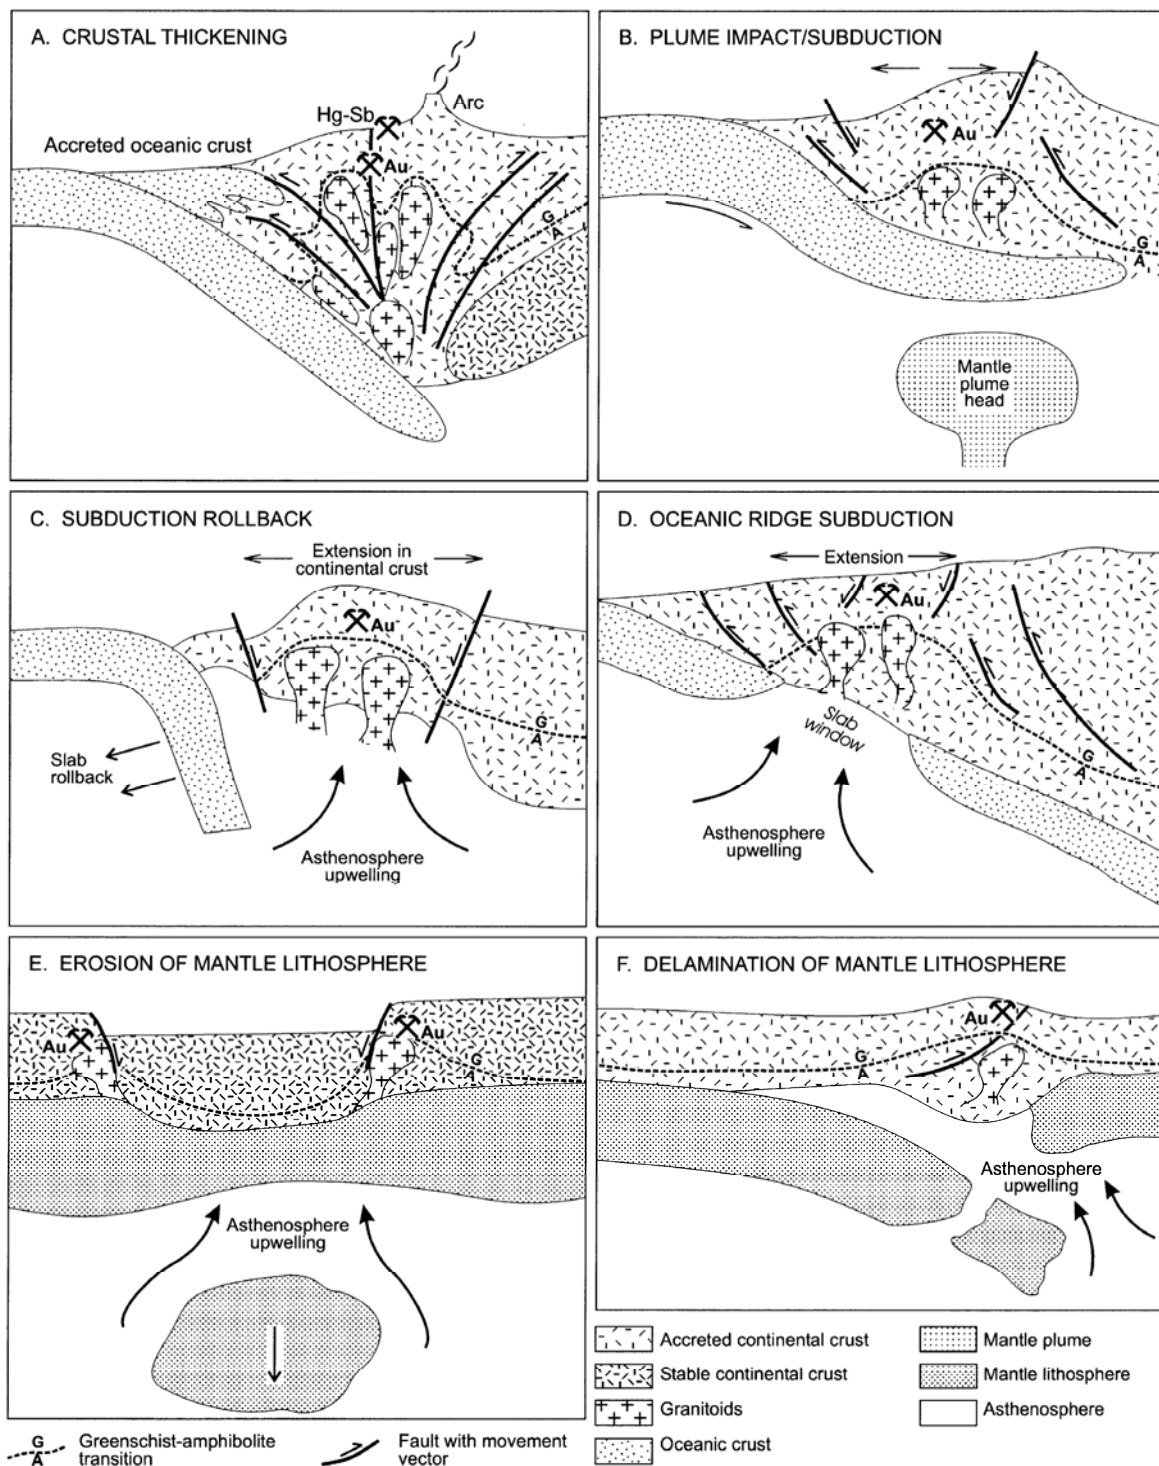 A. CRUSTAL THICKENING
Arc
Hg-Sb
Accreted oceanic crust
Au
G
A
B. PLUME IMPACT/SUBDUCTION
Au
G
A
Mantle
plume
head
C. SUBDUCTION ROLLBACK
Extension in
continental crust
Au
G
A
Slab
rollback
Asthenosphere
upwelling
D. OCEANIC RIDGE SUBDUCTION
Extension
Au
Slab
window
G
A
Asthenosphere
upwelling
E. EROSION OF MANTLE LITHOSPHERE
Au
Au
G
A
Asthenosphere
upwelling
F. DELAMINATION OF MANTLE LITHOSPHERE
Au
G
A
Asthenosphere
upwelling
Accreted continental crust
Stable continental crust
Granitoids
Oceanic crust
Mantle plume
Mantle lithosphere
Asthenosphere
G
A
Greenschist-amphibolite
transition
Fault with movement
vector